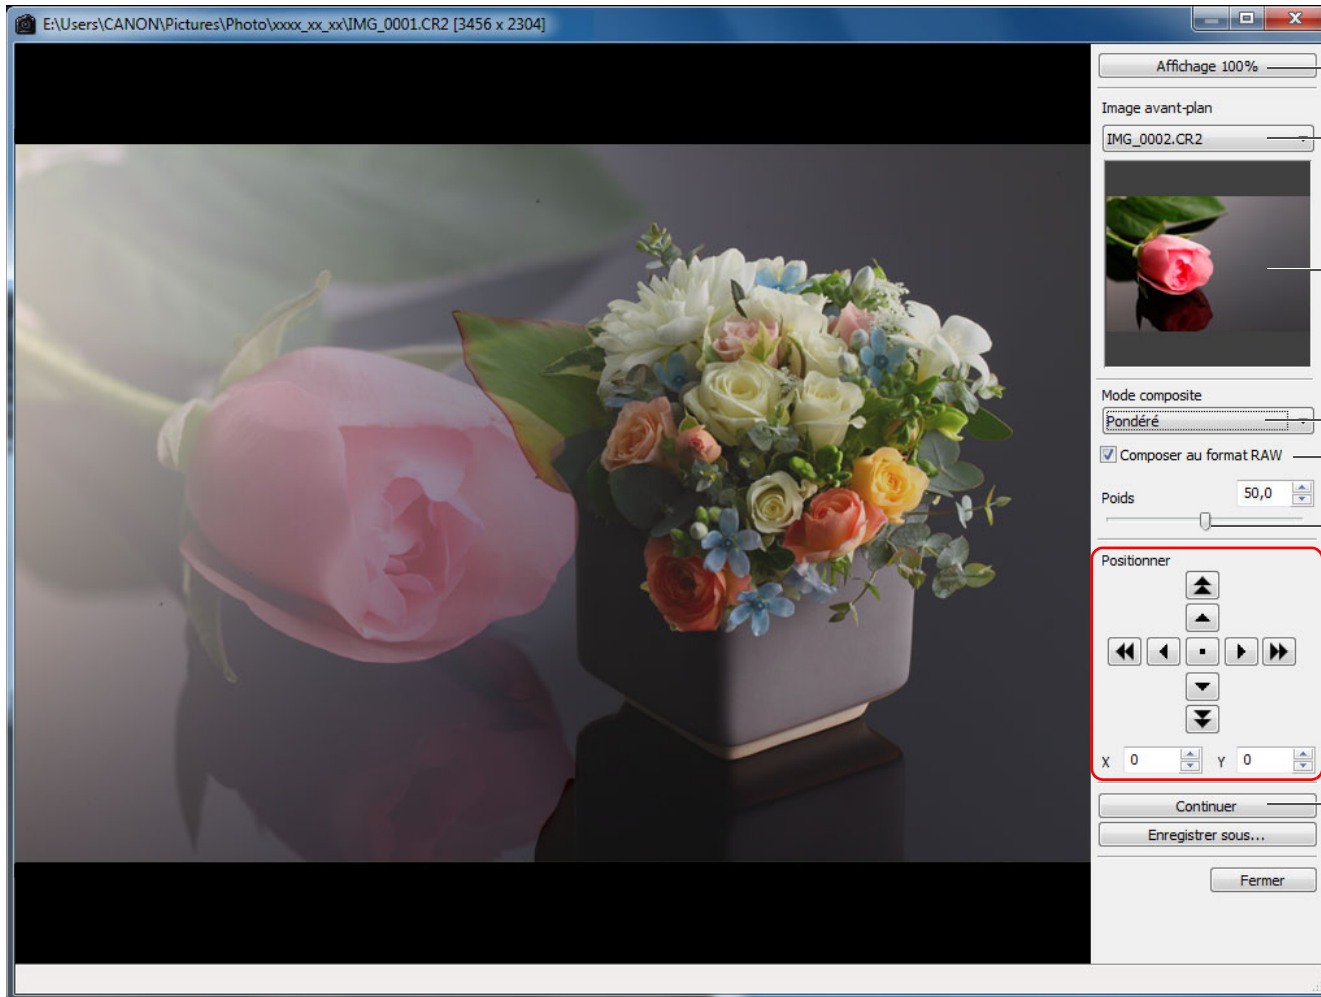 E:\Users\CANON\Pictures\Photo\xxxx_xx_xx\IMG_0001.CR2 [3456 x 2304]
Affichage 100%
Image avant-plan
IMG_0002.CR2
Mode composite
Pondéré
Composer au format RAW
Poids
50,0
Positionner
X 0 Y 0
Continuer
Enregistrer sous...
Fermer